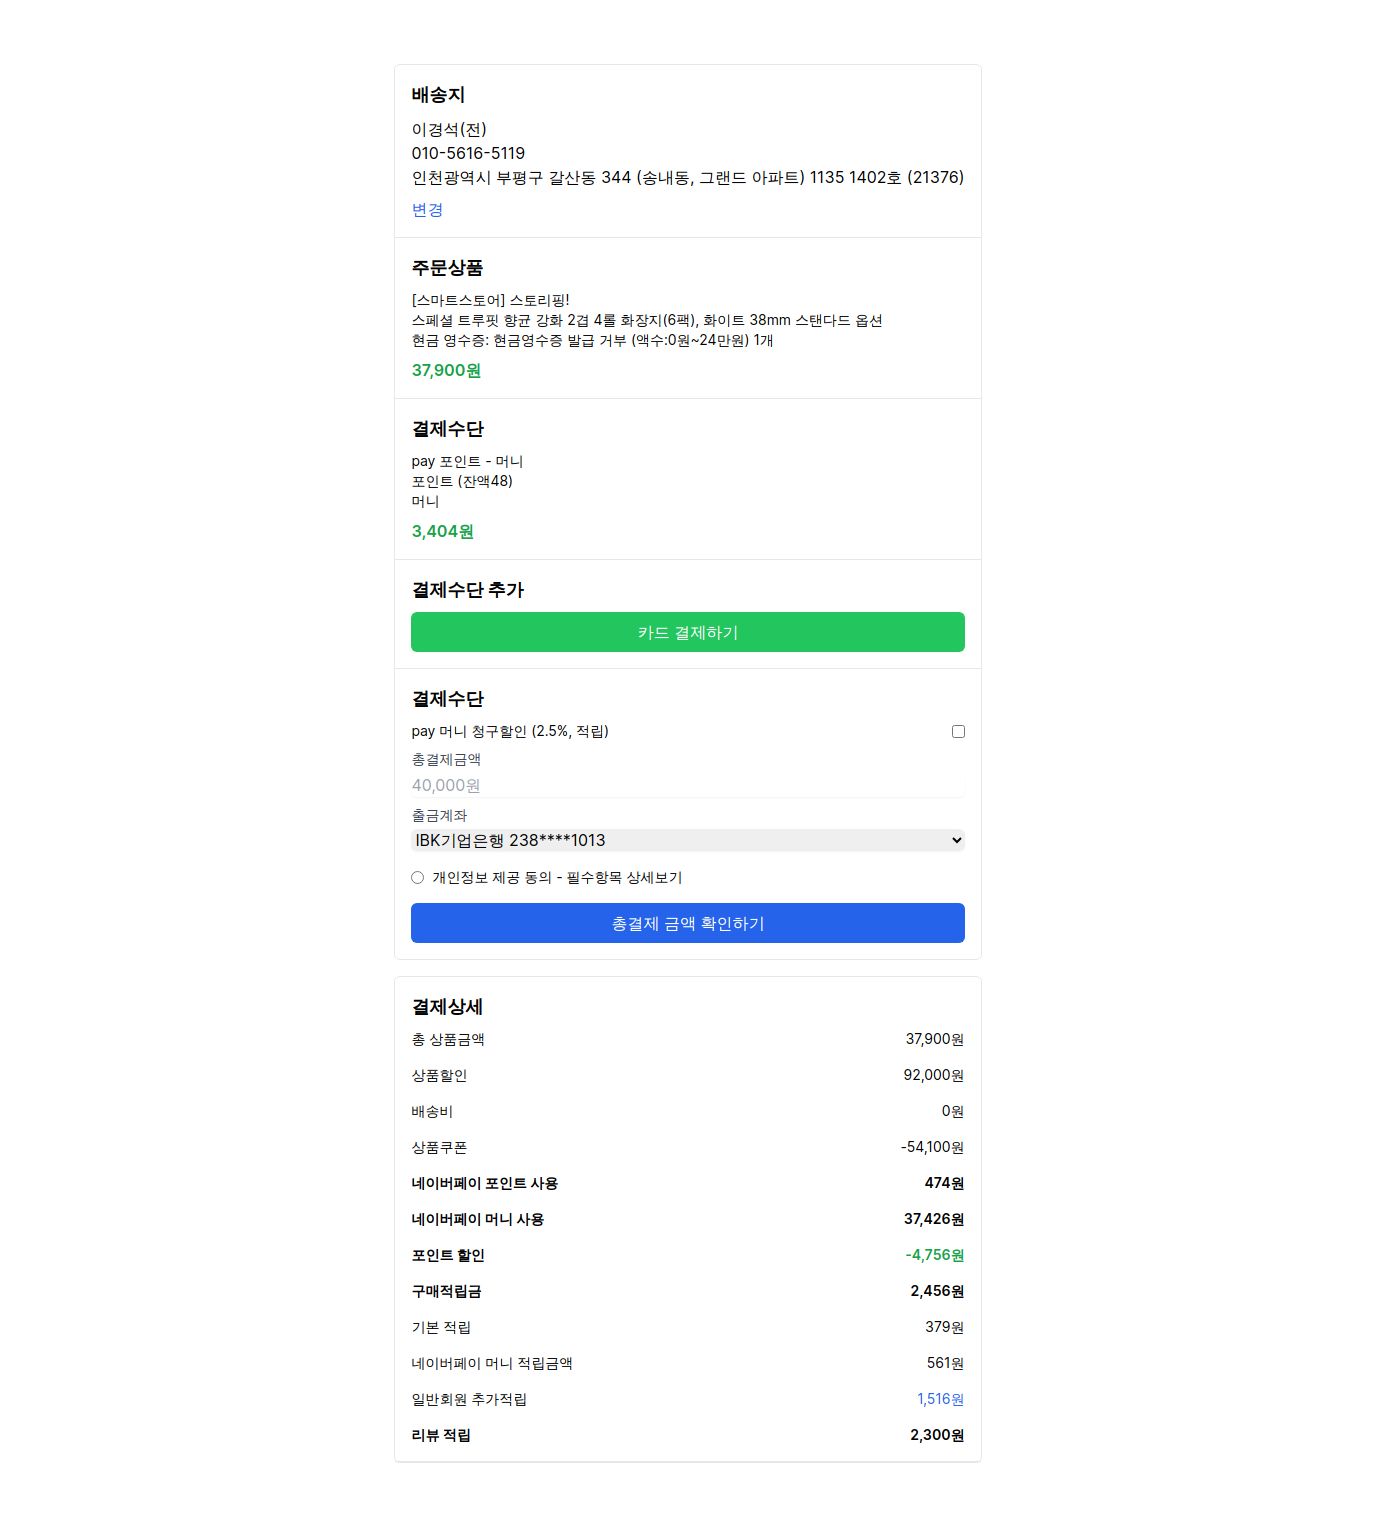 배송지
이경석(전)
010-5616-5119
인천광역시 부평구 갈산동 344 (송내동, 그랜드 아파트) 1135 1402호 (21376)
변경
주문상품
[스마트스토어] 스토리핑!
스페셜 트루핏 향균 강화 2겹 4롤 화장지(6팩), 화이트 38mm 스탠다드 옵션
현금 영수증: 현금영수증 발급 거부 (액수:0원~24만원) 1개
37,900원
결제수단
pay 포인트 - 머니
포인트 (잔액48)
머니
3,404원
결제수단 추가
카드 결제하기
결제수단
pay 머니 청구할인 (2.5%, 적립)
총결제금액
40,000원
출금계좌
IBK기업은행 238****1013
개인정보 제공 동의 - 필수항목 상세보기
총결제 금액 확인하기
결제상세
총 상품금액 37,900원
상품할인 92,000원
배송비 0원
상품쿠폰 -54,100원
네이버페이 포인트 사용 474원
네이버페이 머니 사용 37,426원
포인트 할인 -4,756원
구매적립금 2,456원
기본 적립 379원
네이버페이 머니 적립금액 561원
일반회원 추가적립 1,516원
리뷰 적립 2,300원